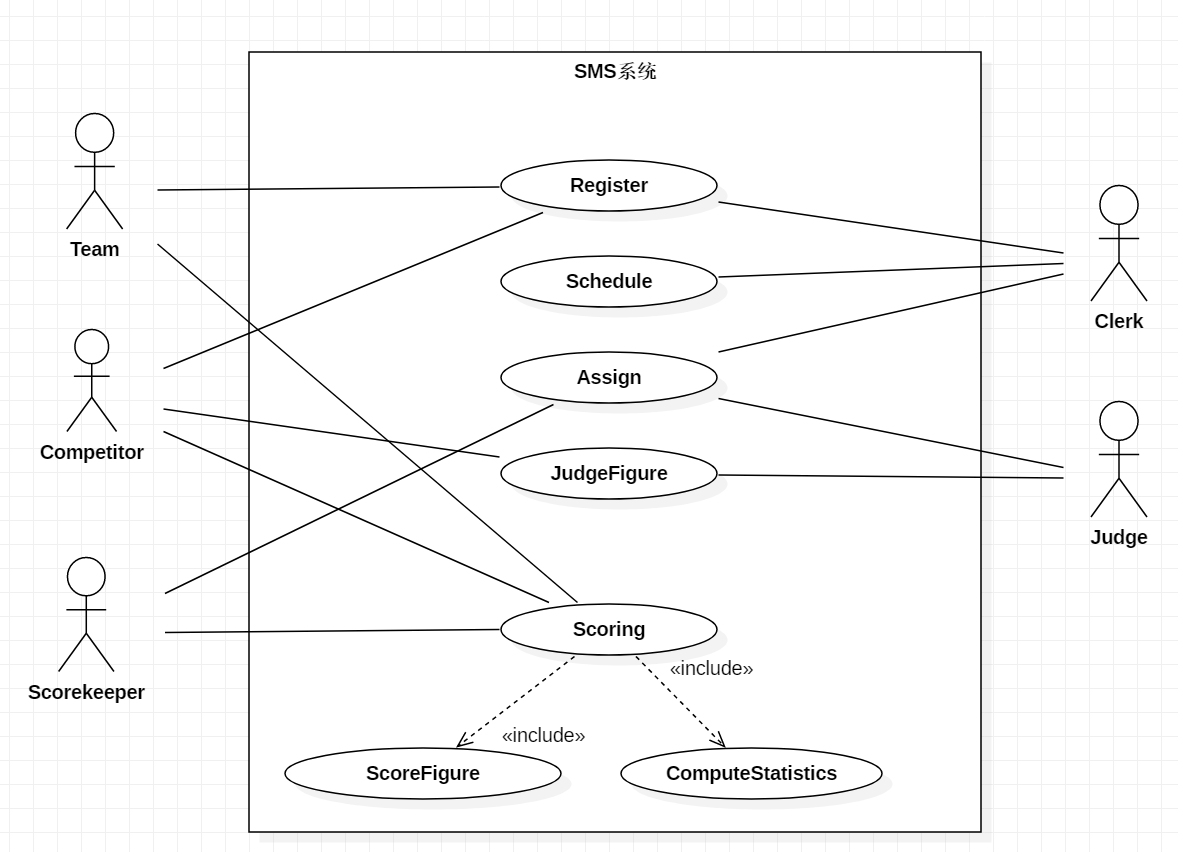 SMS系统
Team
Competitor
Scorekeeper
Register
Schedule
Assign
JudgeFigure
Scoring
«include»
«include»
ScoreFigure
ComputeStatistics
Clerk
Judge